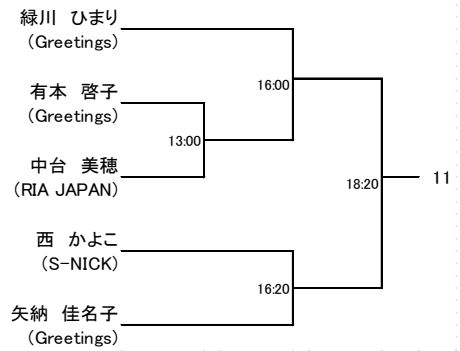 緑川　ひまり
(Greetings)
16:00
有本　啓子
(Greetings)
13:00
中台　美穂
(RIA JAPAN)
18:20
11
西　かよこ
(S-NICK)
16:20
矢納　佳名子
(Greetings)